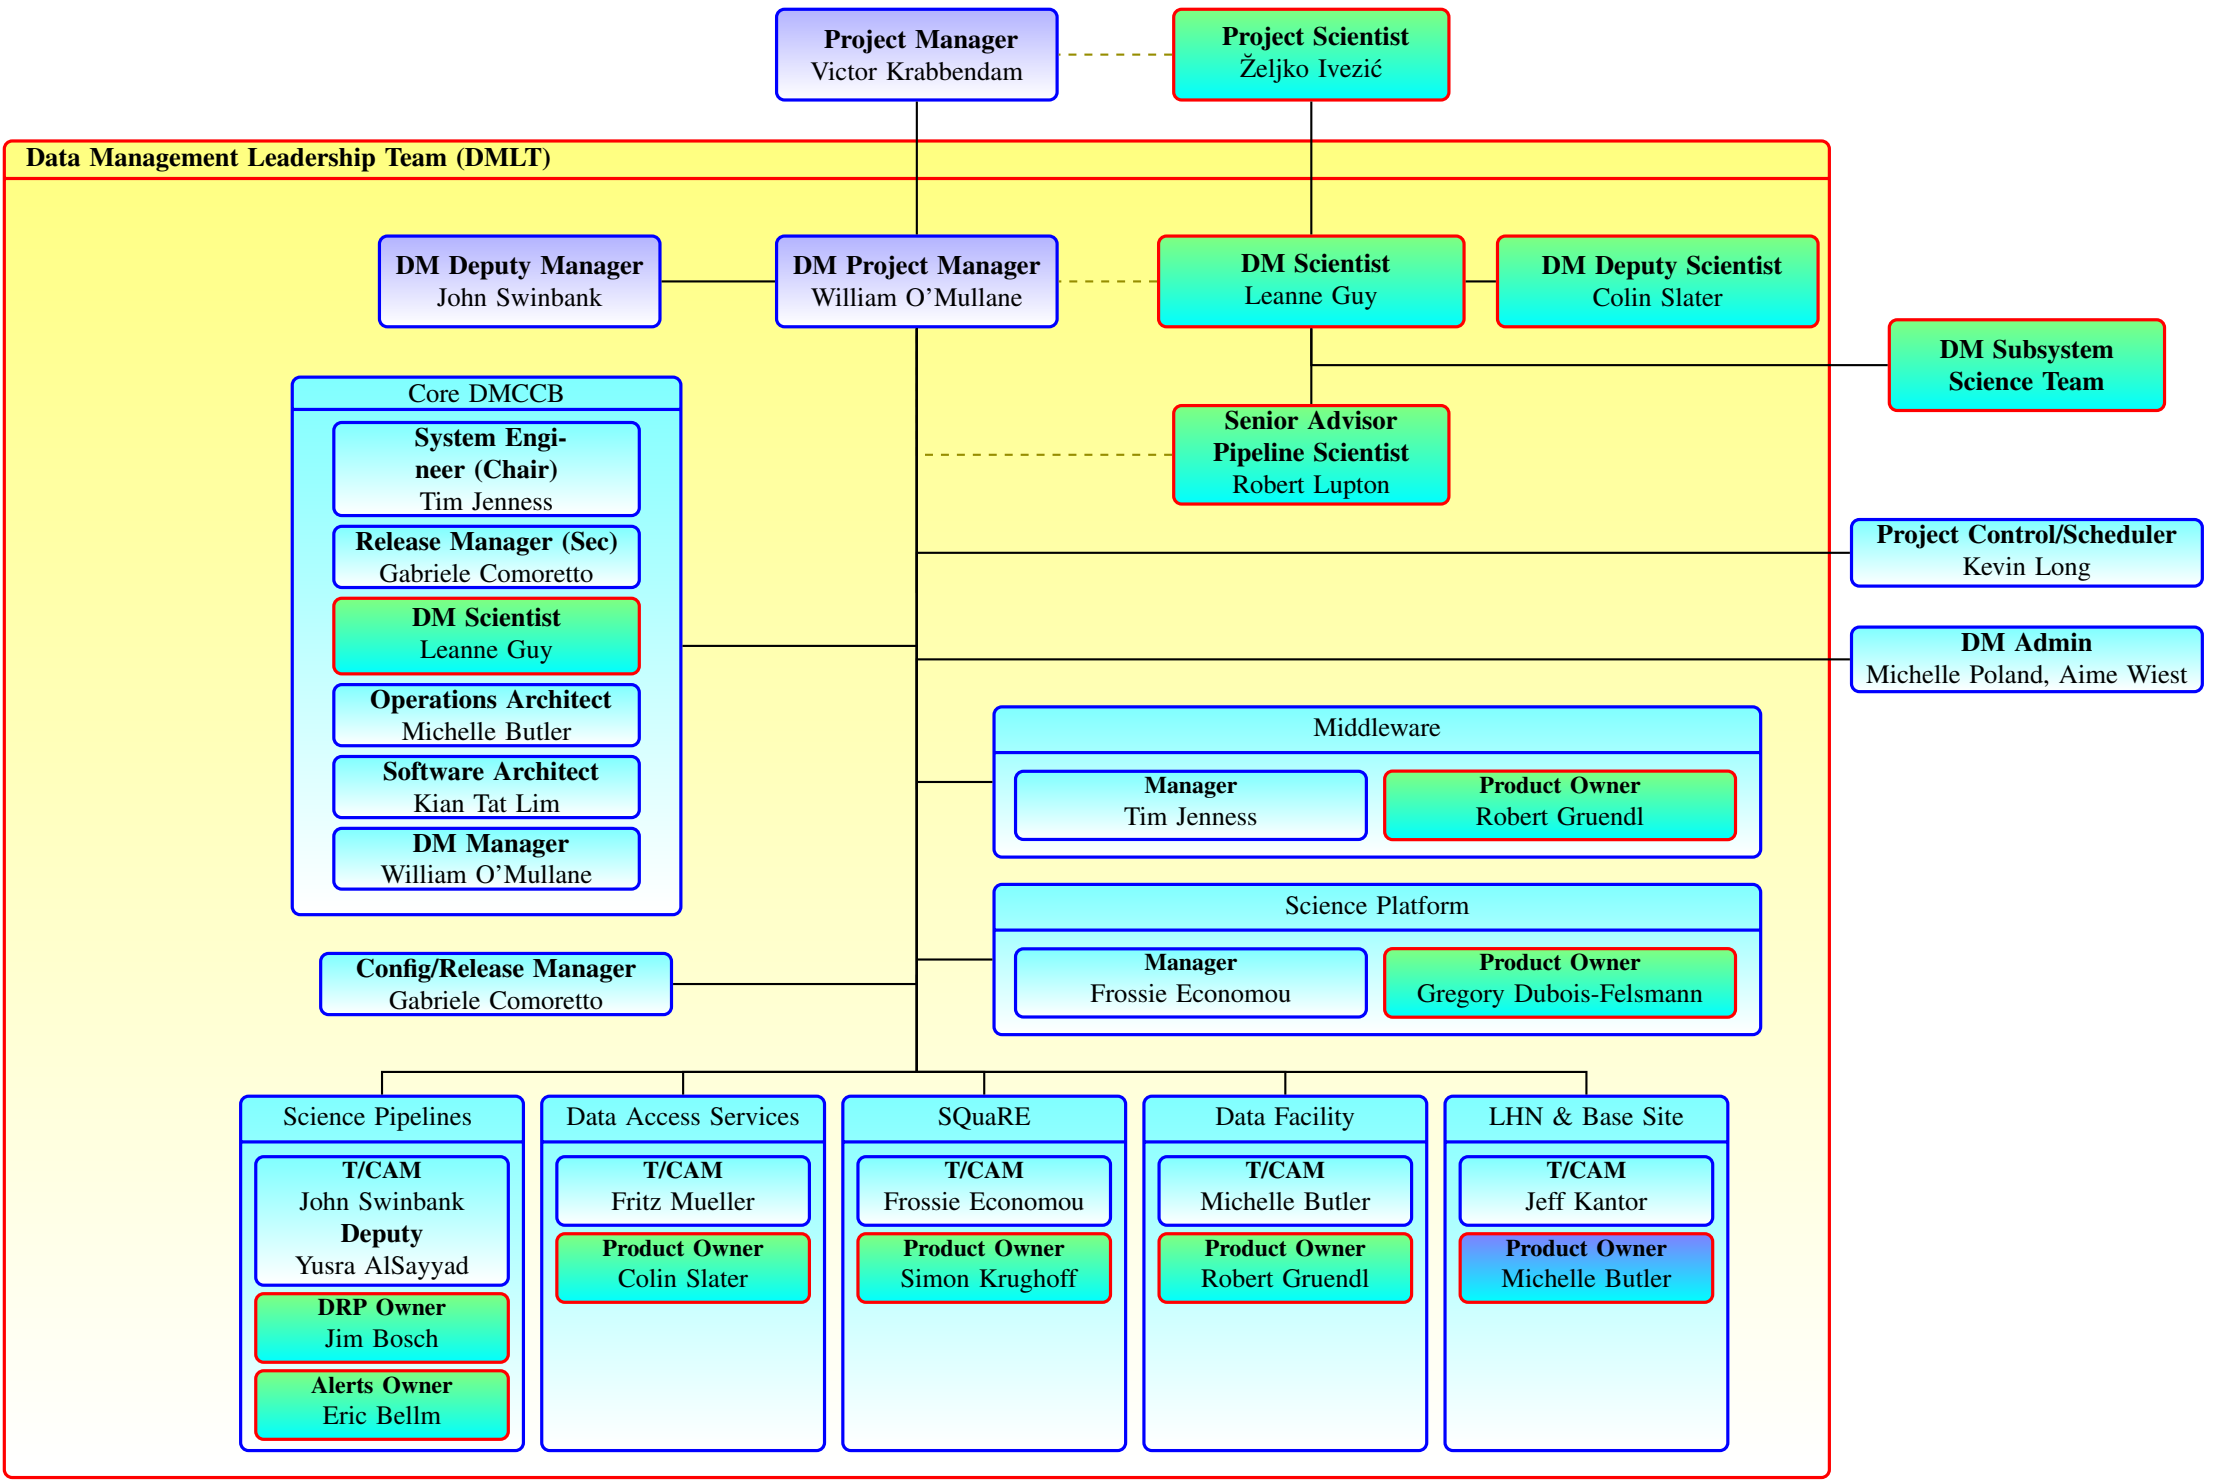 Project Manager
Victor Krabbendam
Project Scientist
Željko Ivezić
Data Management Leadership Team (DMLT)
DM Deputy Manager
John Swinbank
DM Project Manager
William O'Mullane
DM Scientist
Leanne Guy
DM Deputy Scientist
Colin Slater
DM Subsystem
Science Team
Senior Advisor
Pipeline Scientist
Robert Lupton
Core DMCCB
System Engi-
neer (Chair)
Tim Jenness
Release Manager (Sec)
Gabriele Comoretto
DM Scientist
Leanne Guy
Operations Architect
Michelle Butler
Software Architect
Kian Tat Lim
DM Manager
William O'Mullane
Project Control/Scheduler
Kevin Long
DM Admin
Michelle Poland, Aime Wiest
Middleware
Manager
Tim Jenness
Product Owner
Robert Gruendl
Science Platform
Manager
Frossie Economou
Product Owner
Gregory Dubois-Felsmann
Config/Release Manager
Gabriele Comoretto
Science Pipelines
T/CAM
John Swinbank
Deputy
Yusra AlSayyad
DRP Owner
Jim Bosch
Alerts Owner
Eric Bellm
Data Access Services
T/CAM
Fritz Mueller
Product Owner
Colin Slater
SQuaRE
T/CAM
Frossie Economou
Product Owner
Simon Krughoff
Data Facility
T/CAM
Michelle Butler
Product Owner
Robert Gruendl
LHN & Base Site
T/CAM
Jeff Kantor
Product Owner
Michelle Butler